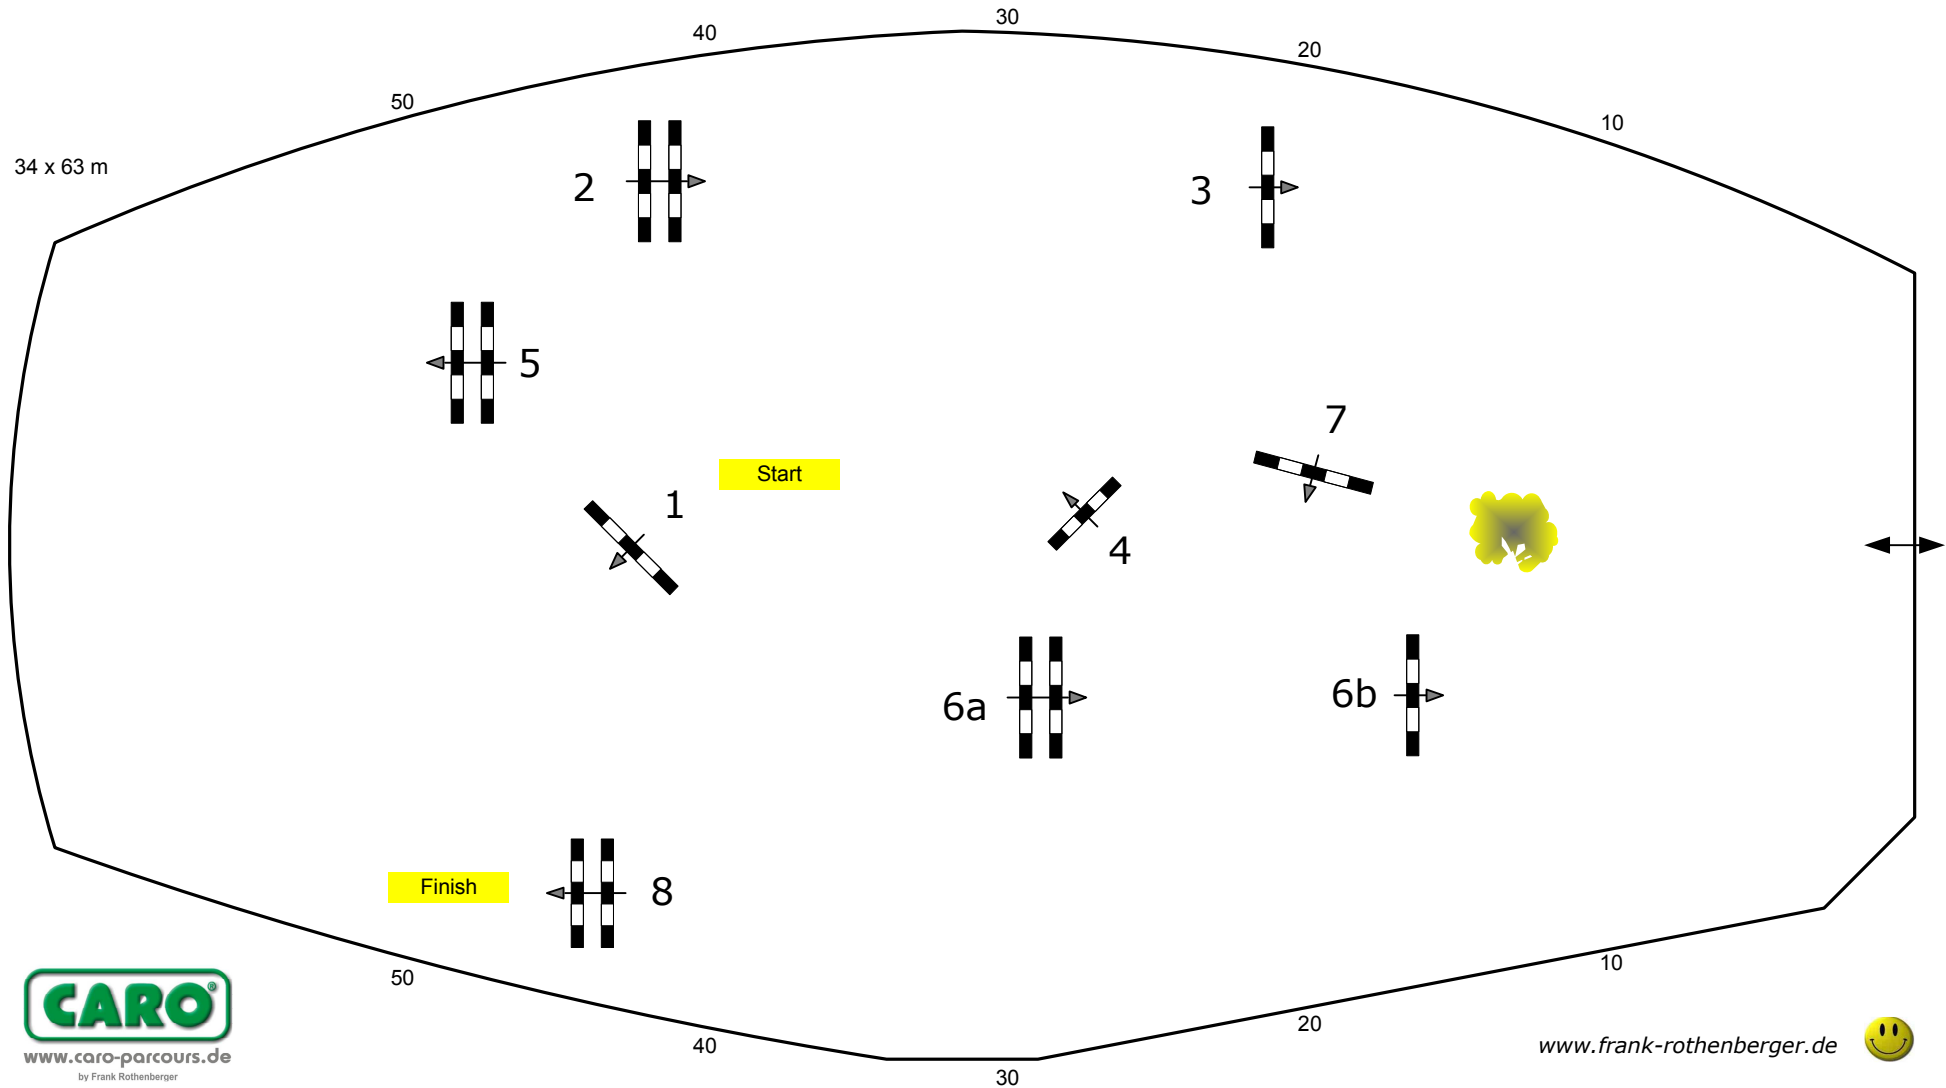 30
40
20
50
10
34 x 63 m
2
3
5
7
Start
1
4
6a
6b
Finish
8
10
50
20
40
30
CARO®
www.caro-parcours.de
by Frank Rothenberger
www.frank-rothenberger.de